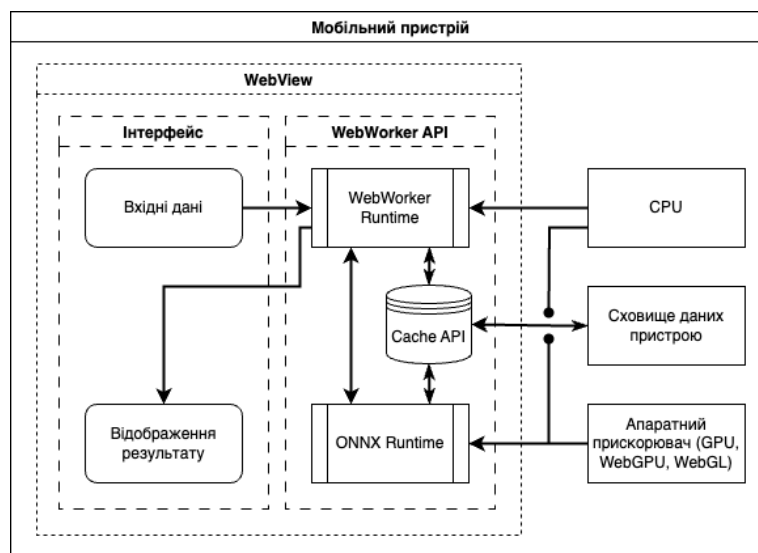 Мобільний пристрій
WebView
Інтерфейс
WebWorker API
Вхідні дані
WebWorker
Runtime
CPU
Cache API
Сховище даних
пристрою
Відображення
результату
ONNX Runtime
Апаратний
прискорювач (GPU,
WebGPU, WebGL)